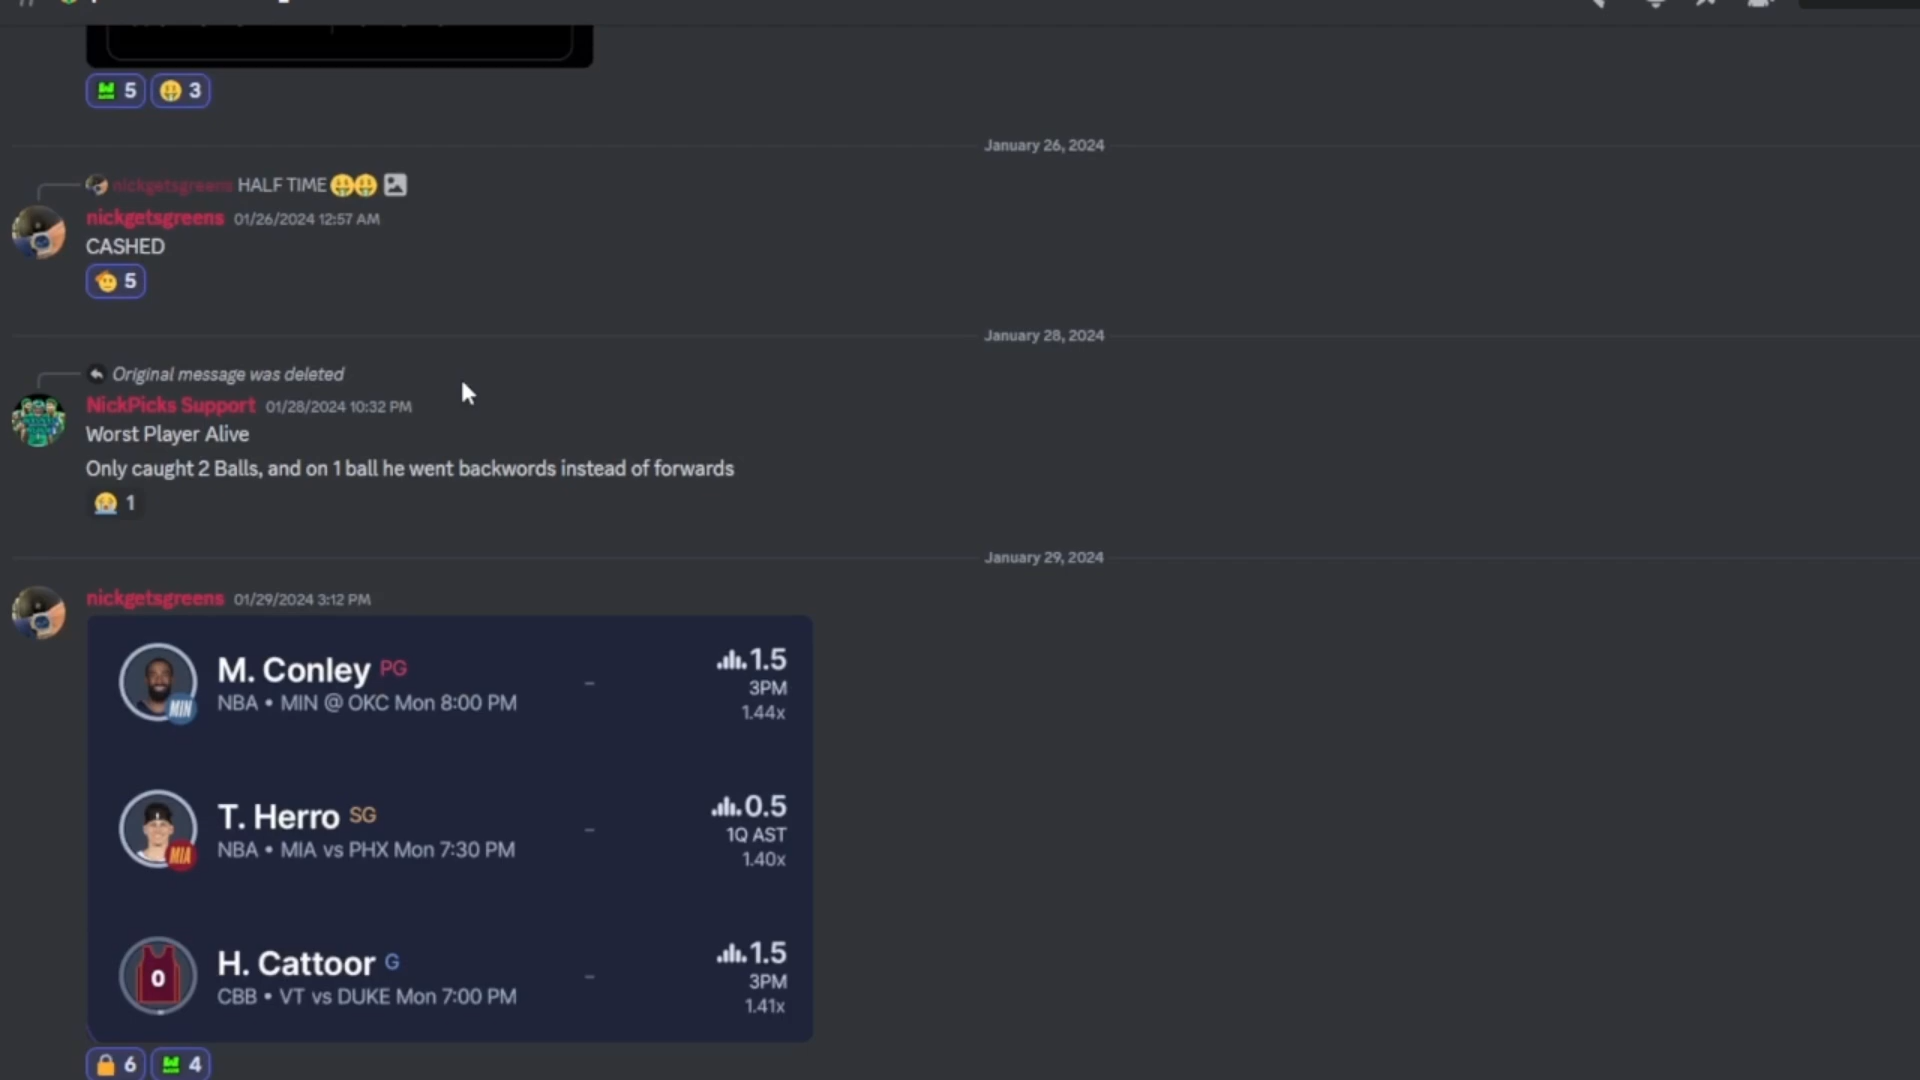 5 3
January 26, 2024
nickgetsgreens HALF TIME
nickgetsgreens 01/26/2024 12:57 AM
CASHED
5
January 28, 2024
Original message was deleted
NickPicks Support 01/28/2024 10:32 PM
Worst Player Alive
Only caught 2 Balls, and on 1 ball he went backwords instead of forwards
1
January 29, 2024
nickgetsgreens 01/29/2024 3:12 PM
M. Conley PG 1.5
NBA • MIN @ OKC Mon 8:00 PM 3PM
MIN 1.44x
T. Herro SG 0.5
NBA • MIA vs PHX Mon 7:30 PM 1Q AST
MIA 1.40x
H. Cattoor G 1.5
0 CBB • VT vs DUKE Mon 7:00 PM 3PM
1.41x
6 4